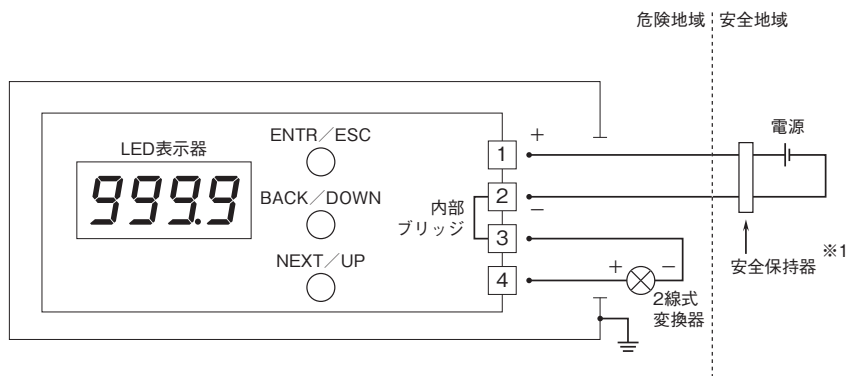 危険地域 安全地域
LED表示器
999.9
ENTR／ESC
BACK／DOWN
NEXT／UP
内部
ブリッジ
1
2
3
4
+
−
+ −
2線式
変換器
電源
安全保持器 ※1